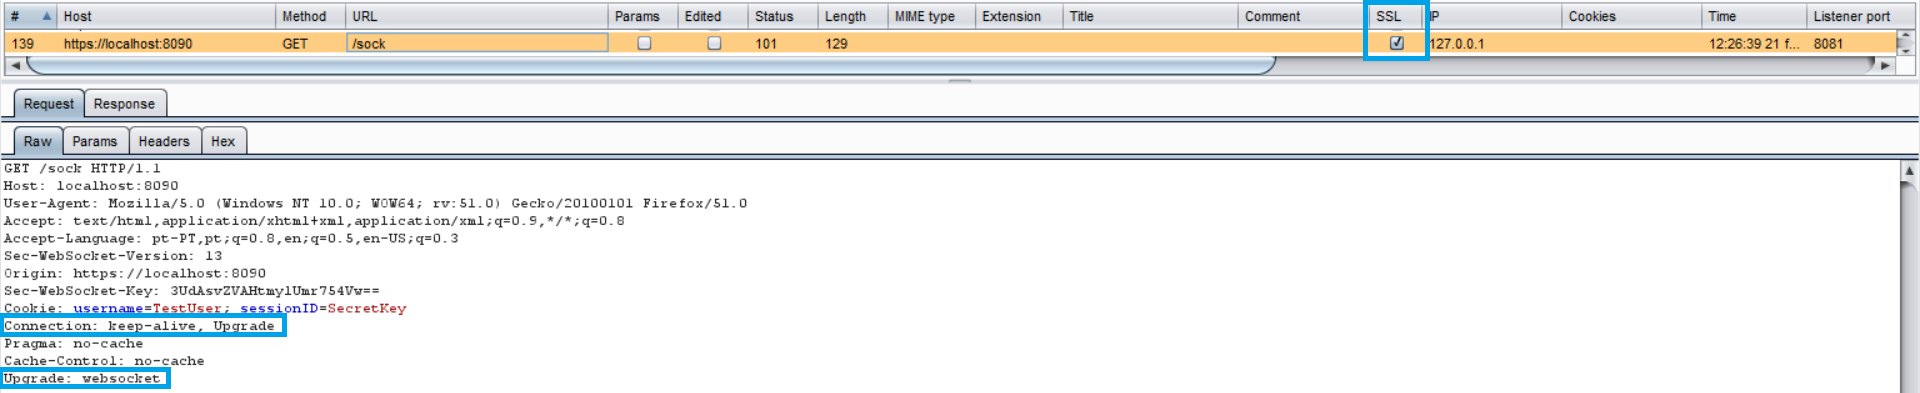 # Host Method URL Params Edited Status Length MIME type Extension Title Comment SSL IP Cookies Time Listener port
139 https://localhost:8090 GET /sock 101 129 127.0.0.1 12:26:39 21 f... 8081
Request Response
Raw Params Headers Hex
GET /sock HTTP/1.1
Host: localhost:8090
User-Agent: Mozilla/5.0 (Windows NT 10.0; WOW64; rv:51.0) Gecko/20100101 Firefox/51.0
Accept: text/html,application/xhtml+xml,application/xml;q=0.9,*/*;q=0.8
Accept-Language: pt-PT,pt;q=0.8,en;q=0.5,en-US;q=0.3
Sec-WebSocket-Version: 13
Origin: https://localhost:8090
Sec-WebSocket-Key: 3UdAsvZVAHtmylUmr754Vw==
Cookie: username=TestUser; sessionID=SecretKey
Connection: keep-alive, Upgrade
Pragma: no-cache
Cache-Control: no-cache
Upgrade: websocket